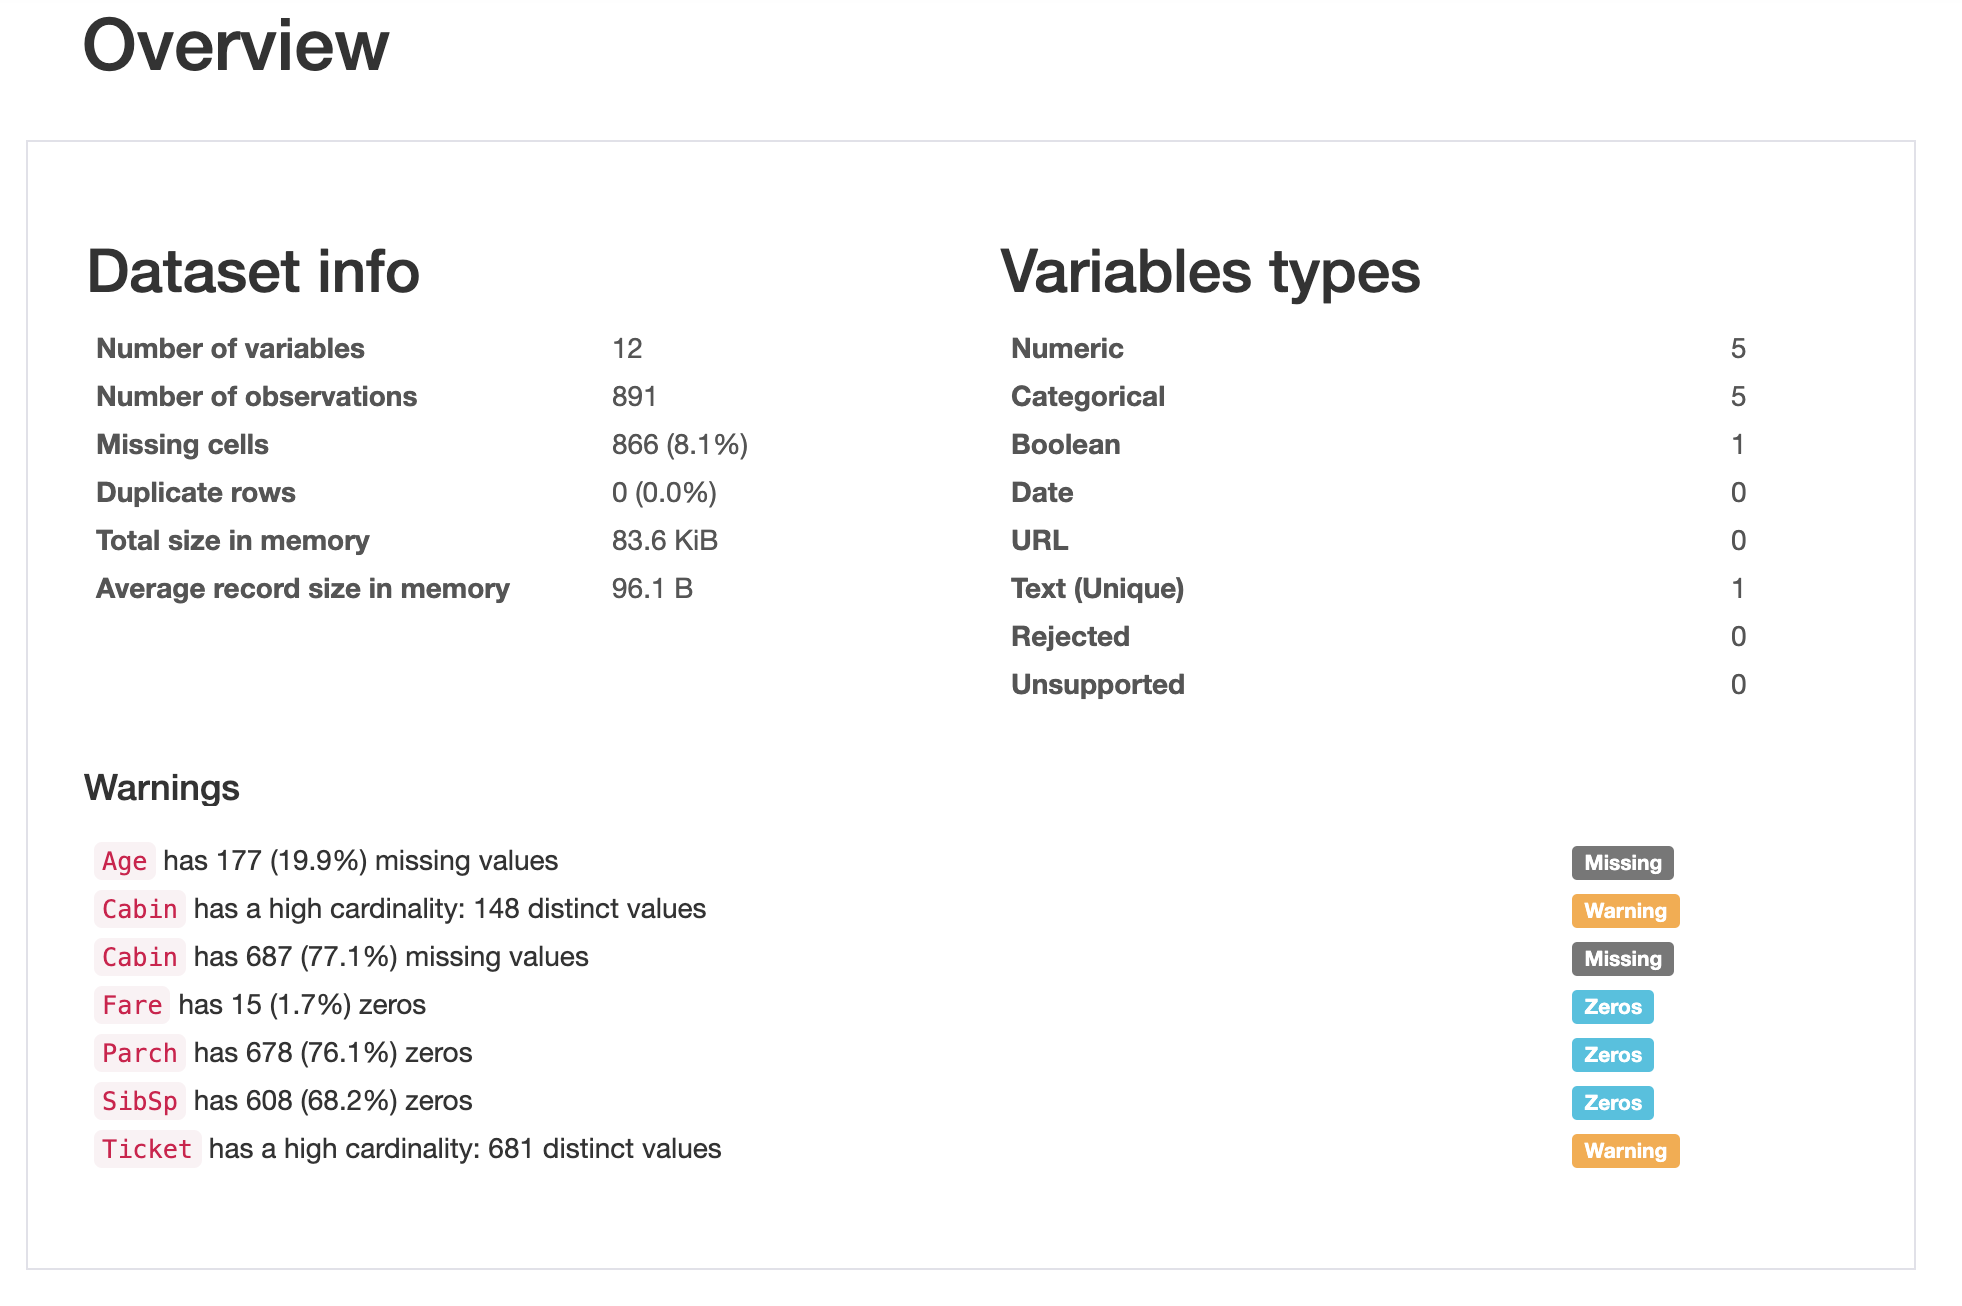 Overview
Dataset info
Number of variables 12
Number of observations 891
Missing cells 866 (8.1%)
Duplicate rows 0 (0.0%)
Total size in memory 83.6 KiB
Average record size in memory 96.1 B
Variables types
Numeric 5
Categorical 5
Boolean 1
Date 0
URL 0
Text (Unique) 1
Rejected 0
Unsupported 0
Warnings
Age has 177 (19.9%) missing values Missing
Cabin has a high cardinality: 148 distinct values Warning
Cabin has 687 (77.1%) missing values Missing
Fare has 15 (1.7%) zeros Zeros
Parch has 678 (76.1%) zeros Zeros
SibSp has 608 (68.2%) zeros Zeros
Ticket has a high cardinality: 681 distinct values Warning